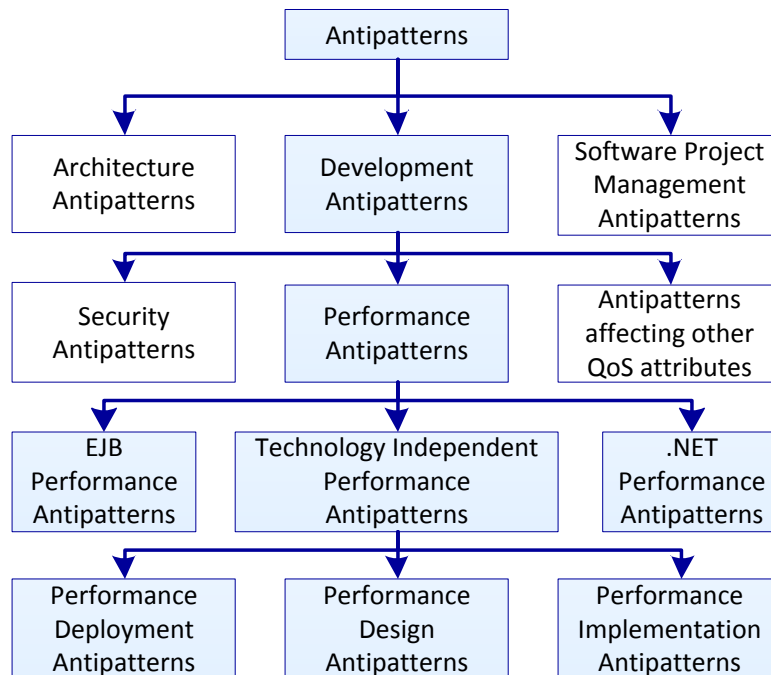 Antipatterns
Architecture
Antipatterns
Development
Antipatterns
Software Project
Management
Antipatterns
Security
Antipatterns
Performance
Antipatterns
Antipatterns
affecting other
QoS attributes
EJB
Performance
Antipatterns
Technology Independent
Performance
Antipatterns
.NET
Performance
Antipatterns
Performance
Deployment
Antipatterns
Performance
Design
Antipatterns
Performance
Implementation
Antipatterns